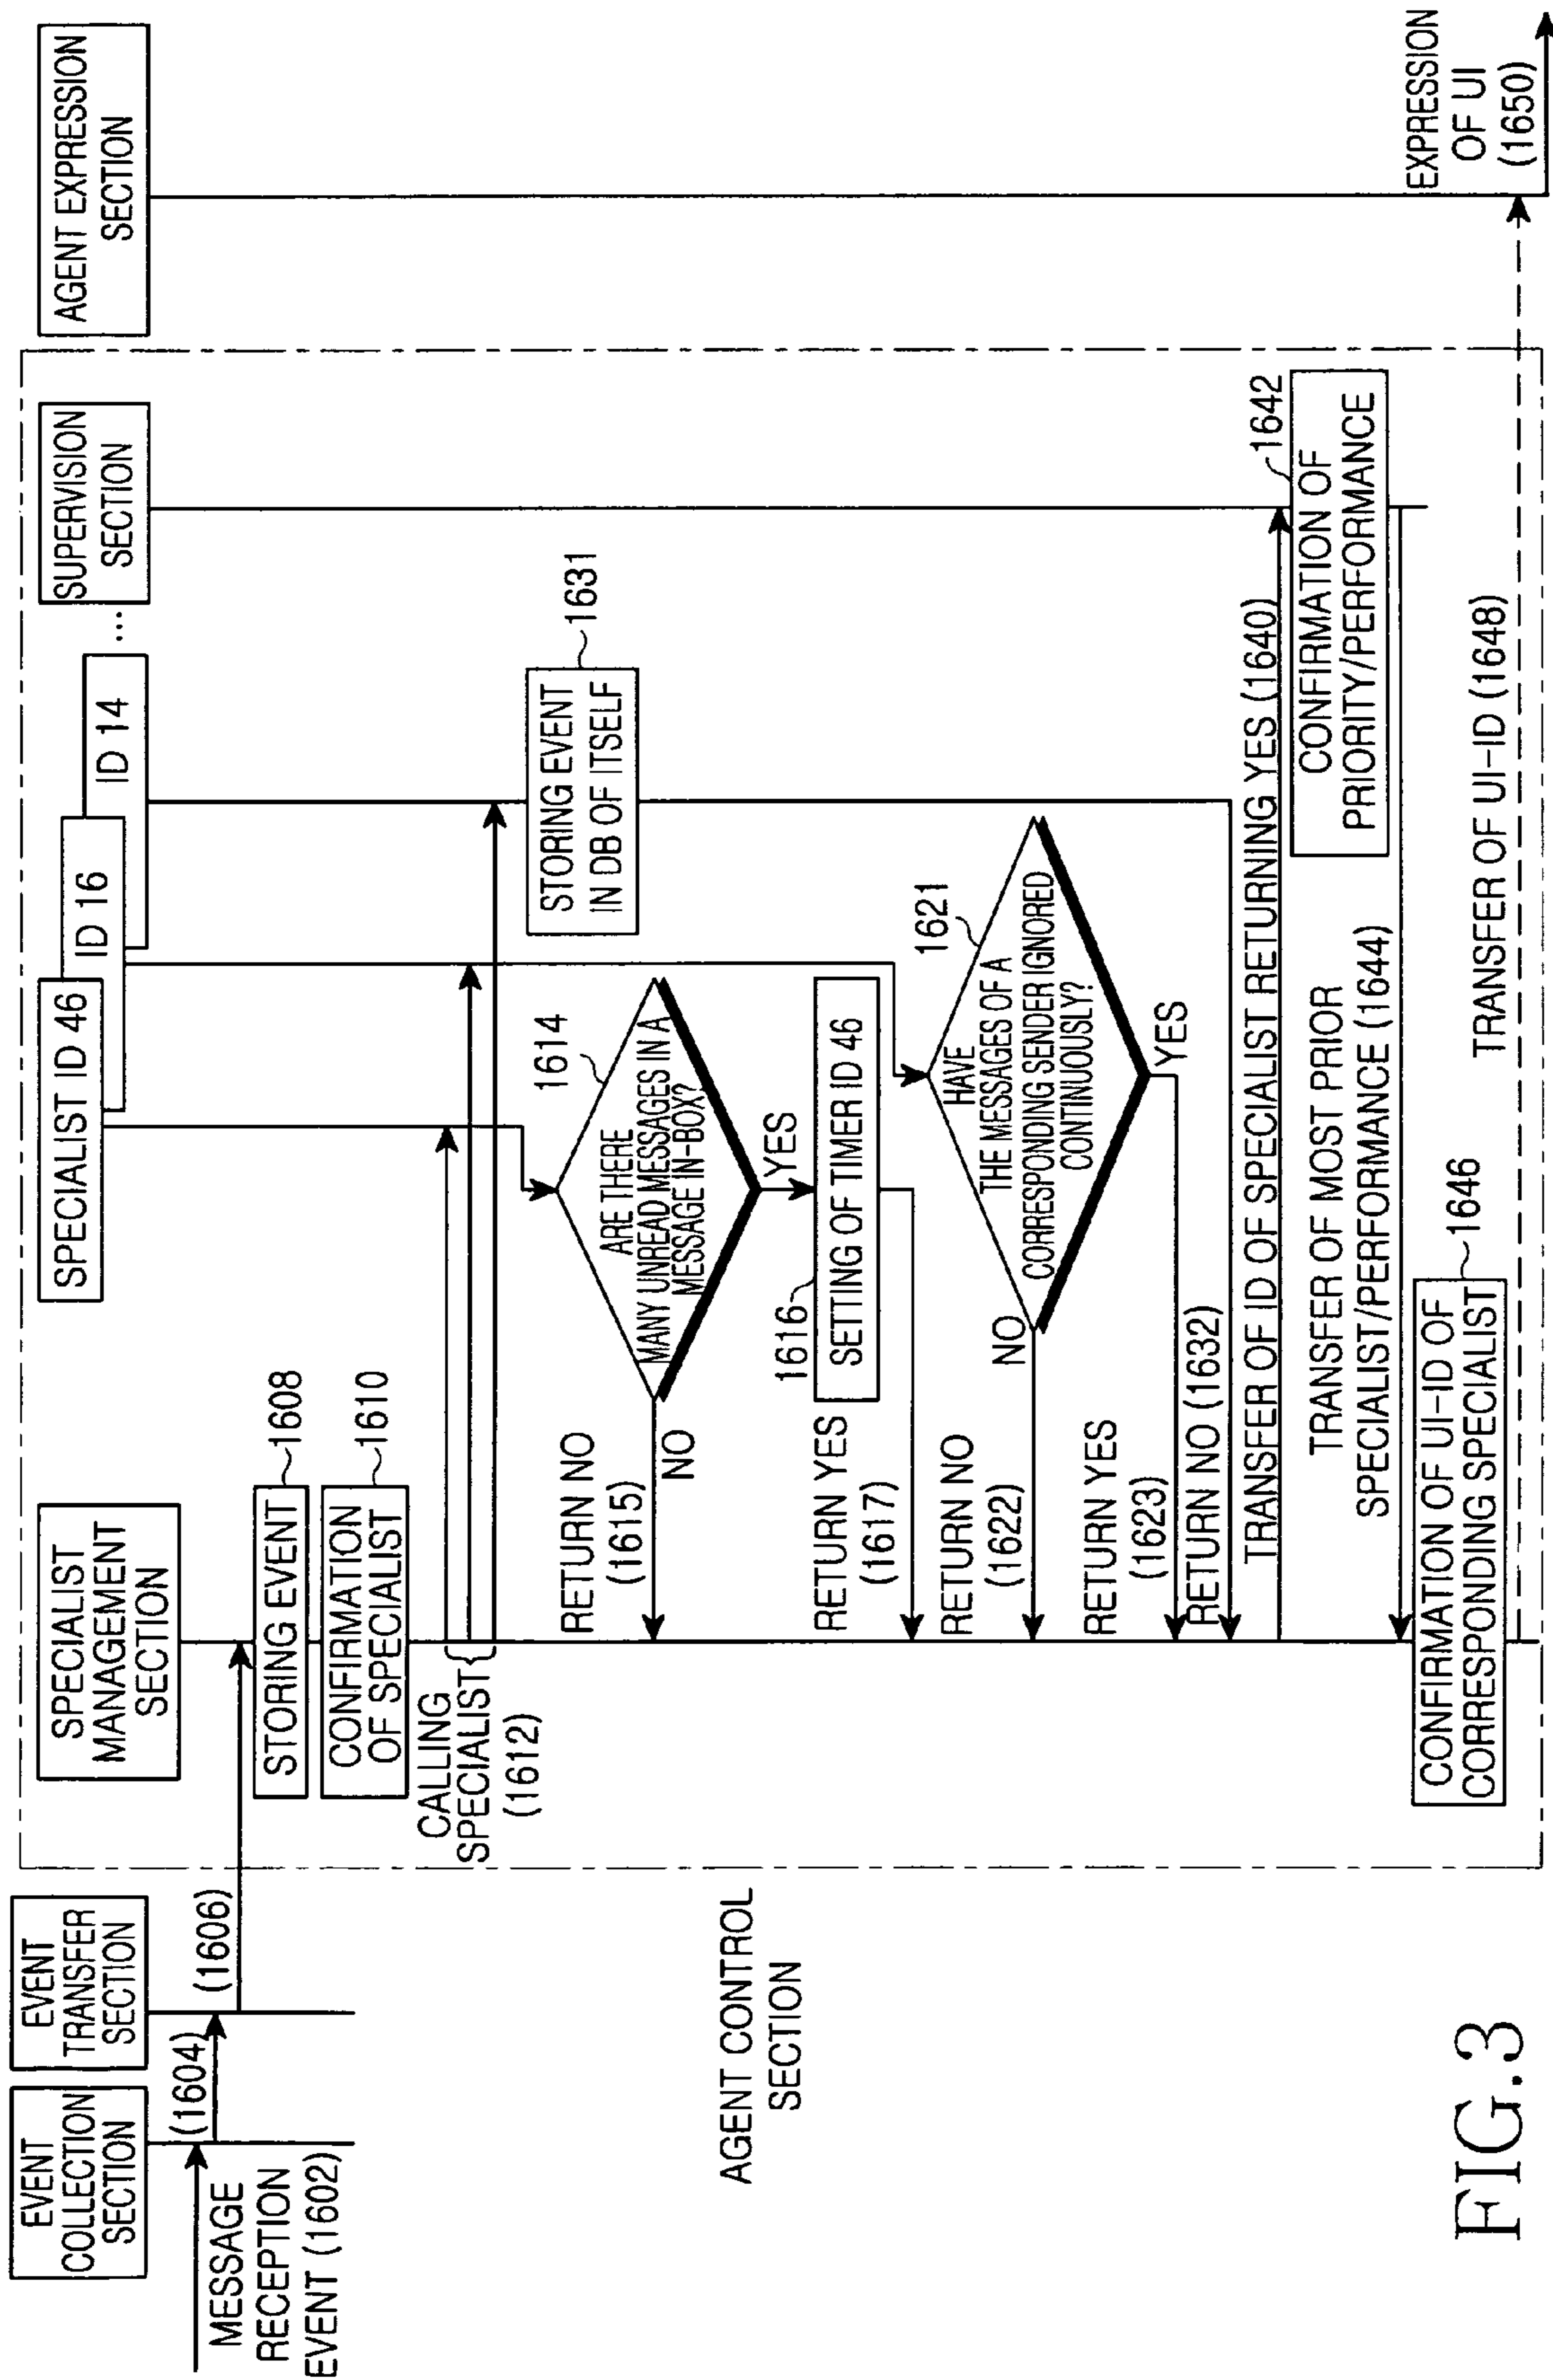 EVENT
COLLECTION
SECTION
EVENT
TRANSFER
SECTION
SPECIALIST
MANAGEMENT
SECTION
SPECIALIST ID 46
ID 16
ID 14
...
SUPERVISION
SECTION
AGENT EXPRESSION
SECTION
MESSAGE
RECEPTION
EVENT (1602)
(1604)
(1606)
STORING EVENT
1608
CONFIRMATION
OF SPECIALIST
1610
CALLING
SPECIALIST
(1612)
ARE THERE
MANY UNREAD MESSAGES IN A
MESSAGE IN-BOX?
1614
NO
RETURN NO
(1615)
YES
1616
SETTING OF TIMER ID 46
RETURN YES
(1617)
STORING EVENT
IN DB OF ITSELF
1631
HAVE
THE MESSAGES OF A
CORRESPONDING SENDER IGNORED
CONTINUOUSLY?
1621
NO
RETURN NO
(1622)
YES
RETURN YES
(1623)
RETURN NO (1632)
TRANSFER OF ID OF SPECIALIST RETURNING YES (1640)
CONFIRMATION OF
PRIORITY/PERFORMANCE
1642
TRANSFER OF MOST PRIOR
SPECIALIST/PERFORMANCE (1644)
CONFIRMATION OF UI-ID OF
CORRESPONDING SPECIALIST
1646
TRANSFER OF UI-ID (1648)
EXPRESSION
OF UI
(1650)
AGENT CONTROL
SECTION
FIG.3